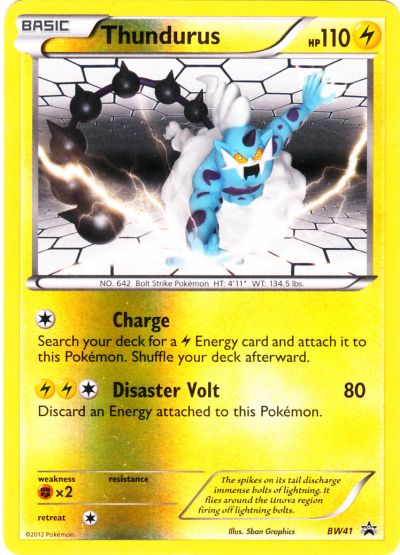 BASIC
Thundurus
HP110
NO. 642 Bolt Strike Pokémon HT: 4'11" WT: 134.5 lbs.
Charge
Search your deck for a Energy card and attach it to
this Pokémon. Shuffle your deck afterward.
Disaster Volt 80
Discard an Energy attached to this Pokémon.
weakness resistance
×2
retreat
The spikes on its tail discharge
immense bolts of lightning. It
flies around the Unova region
firing off lightning bolts.
©2012 Pokémon Illus. 5ban Graphics BW41
PROMO